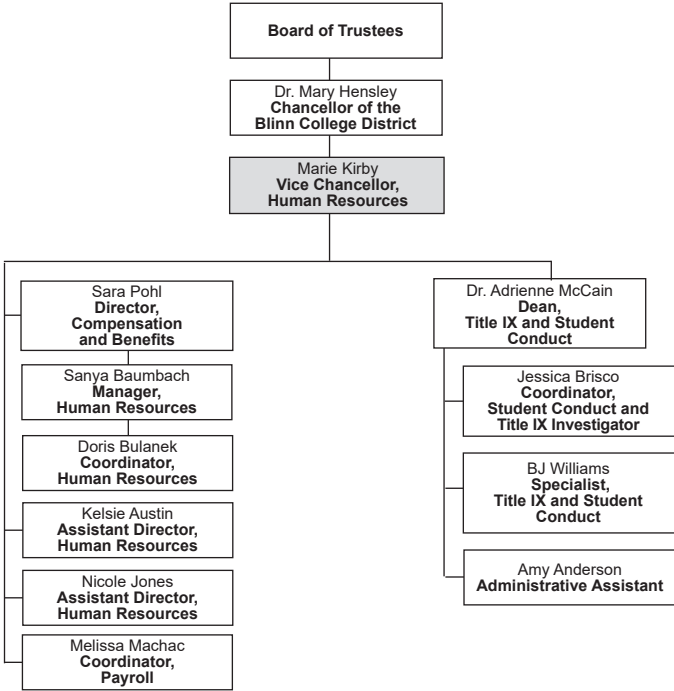 Board of Trustees
Dr. Mary Hensley
Chancellor of the
Blinn College District
Marie Kirby
Vice Chancellor,
Human Resources
Sara Pohl
Director,
Compensation
and Benefits
Sanya Baumbach
Manager,
Human Resources
Doris Bulanek
Coordinator,
Human Resources
Kelsie Austin
Assistant Director,
Human Resources
Nicole Jones
Assistant Director,
Human Resources
Melissa Machac
Coordinator,
Payroll
Dr. Adrienne McCain
Dean,
Title IX and Student
Conduct
Jessica Brisco
Coordinator,
Student Conduct and
Title IX Investigator
BJ Williams
Specialist,
Title IX and Student
Conduct
Amy Anderson
Administrative Assistant